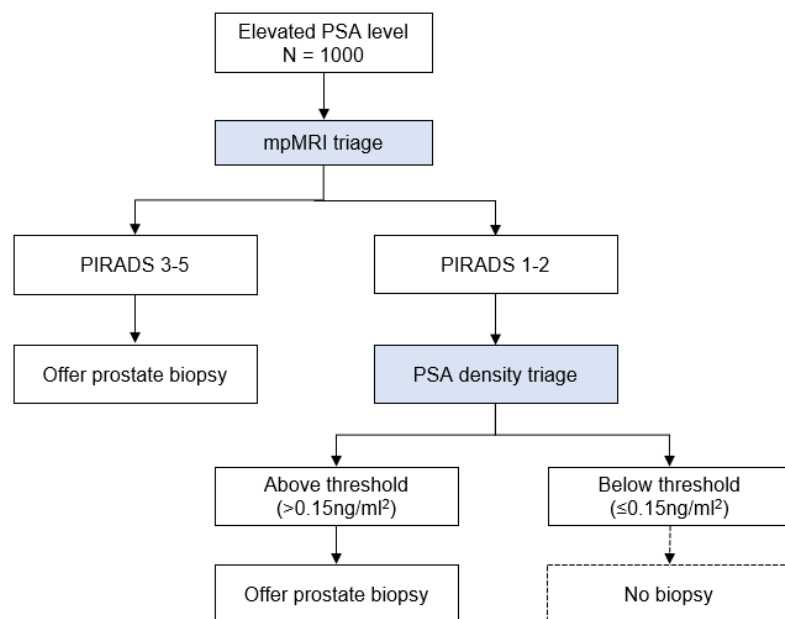 Elevated PSA level
N = 1000
mpMRI triage
PIRADS 3-5
PIRADS 1-2
Offer prostate biopsy
PSA density triage
Above threshold
(>0.15ng/ml²)
Below threshold
(≤0.15ng/ml²)
Offer prostate biopsy
No biopsy